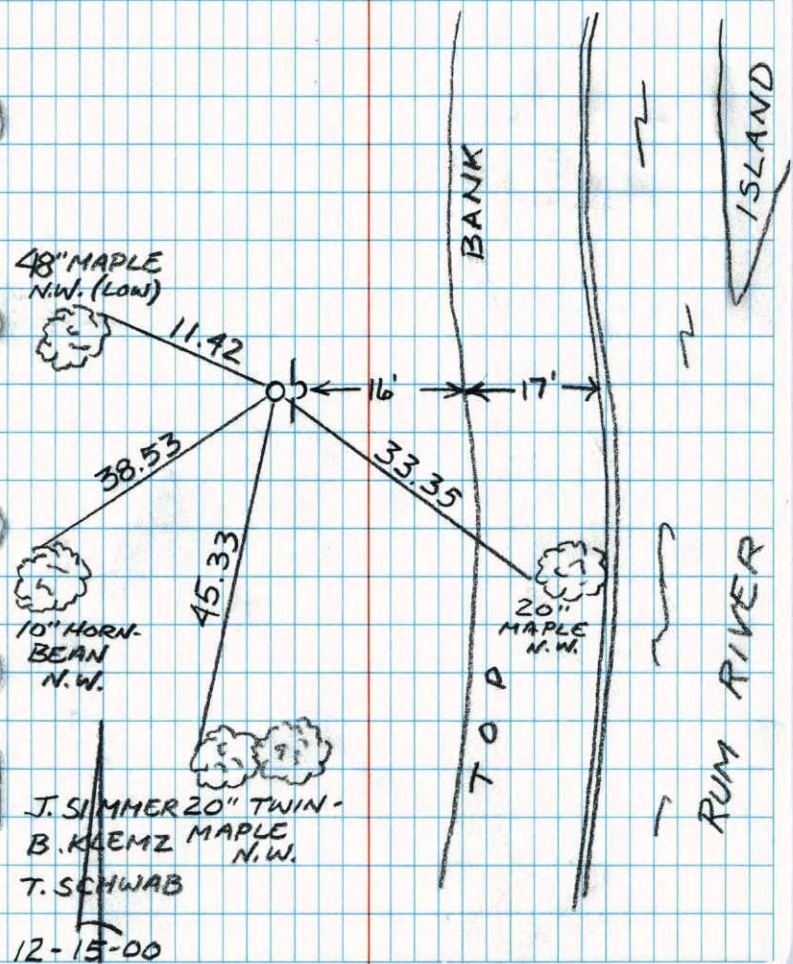 ISLAND
BANK
48" MAPLE
N.W. (LOW)
11.42
16'
17'
38.53
33.35
45.33
10" HORN-
BEAN
N.W.
20"
MAPLE
N.W.
TOP
RUM RIVER
20" TWIN-
MAPLE
N.W.
J. SIMMER
B. KLEMZ
T. SCHWAB
12-15-00